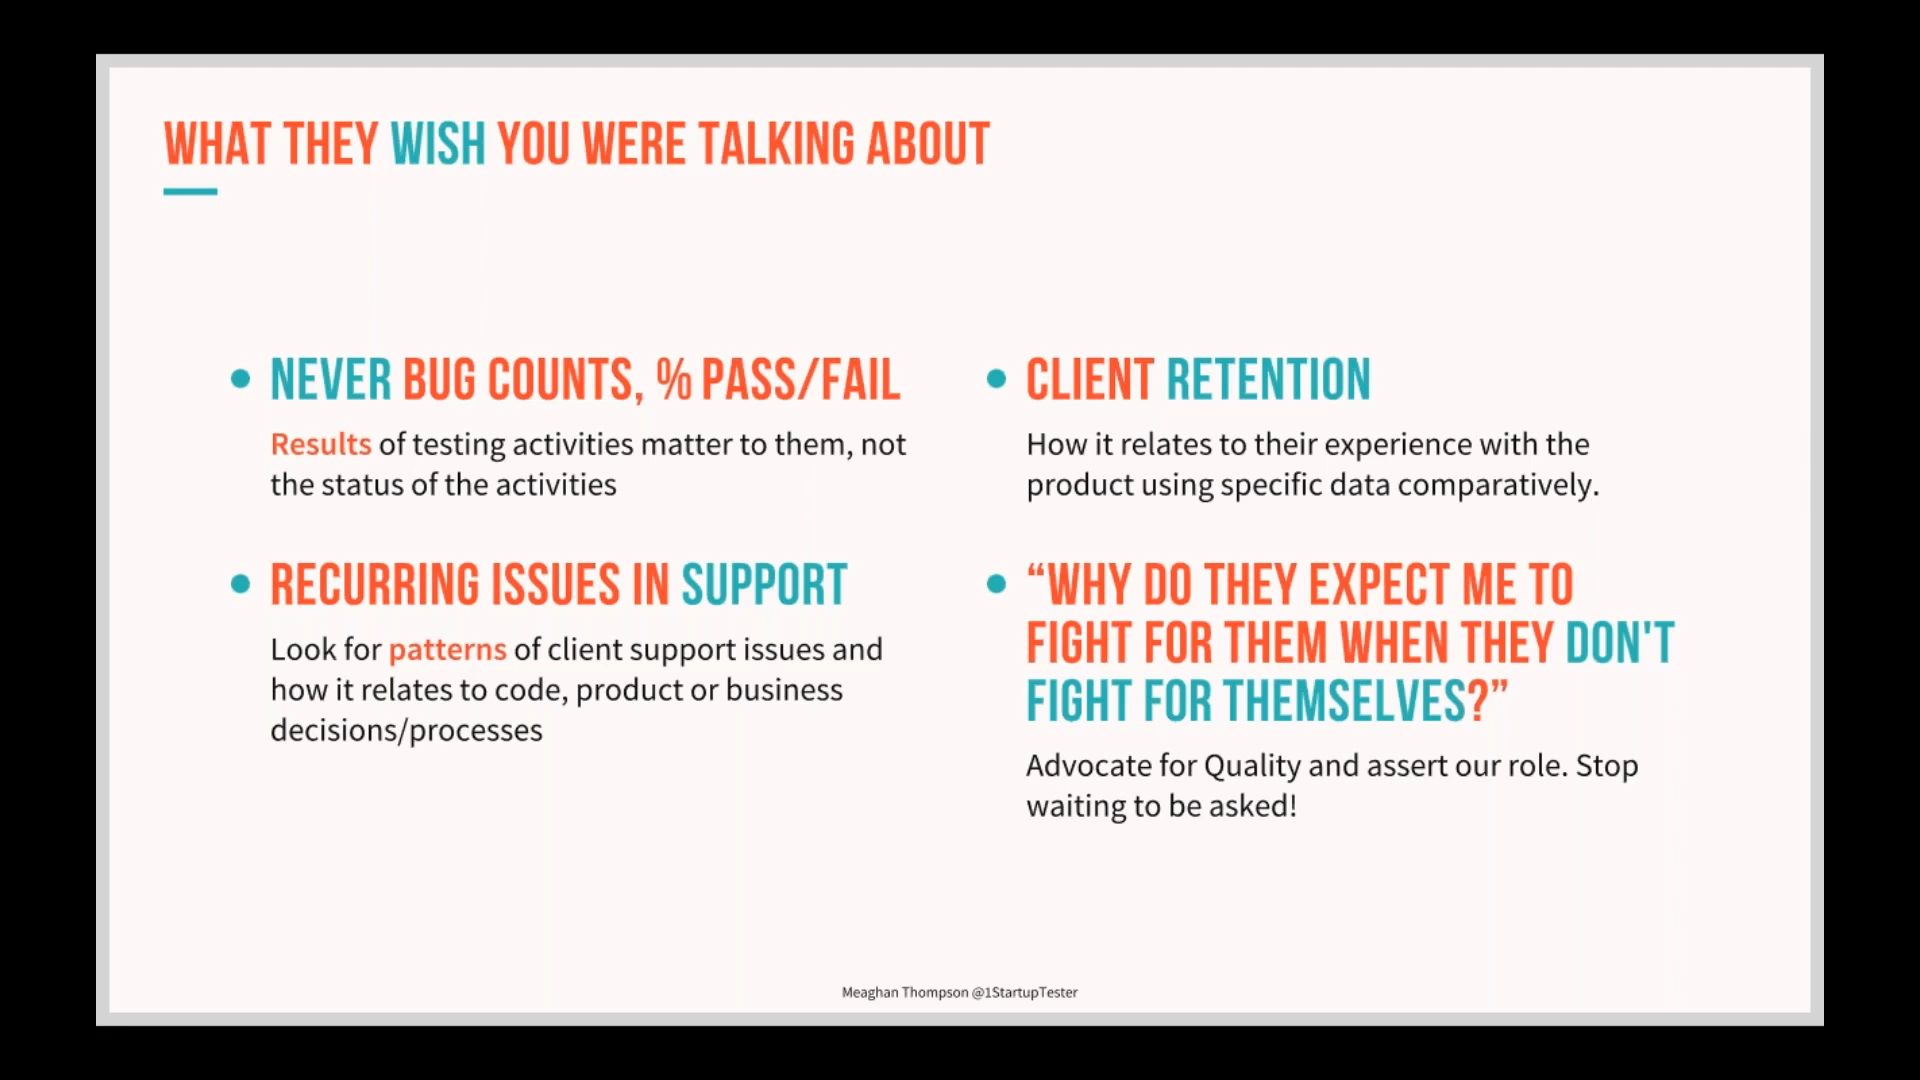 WHAT THEY WISH YOU WERE TALKING ABOUT
NEVER BUG COUNTS, % PASS/FAIL
Results of testing activities matter to them, not
the status of the activities
RECURRING ISSUES IN SUPPORT
Look for patterns of client support issues and
how it relates to code, product or business
decisions/processes
CLIENT RETENTION
How it relates to their experience with the
product using specific data comparatively.
“WHY DO THEY EXPECT ME TO
FIGHT FOR THEM WHEN THEY DON'T
FIGHT FOR THEMSELVES?”
Advocate for Quality and assert our role. Stop
waiting to be asked!
Meaghan Thompson @1StartupTester